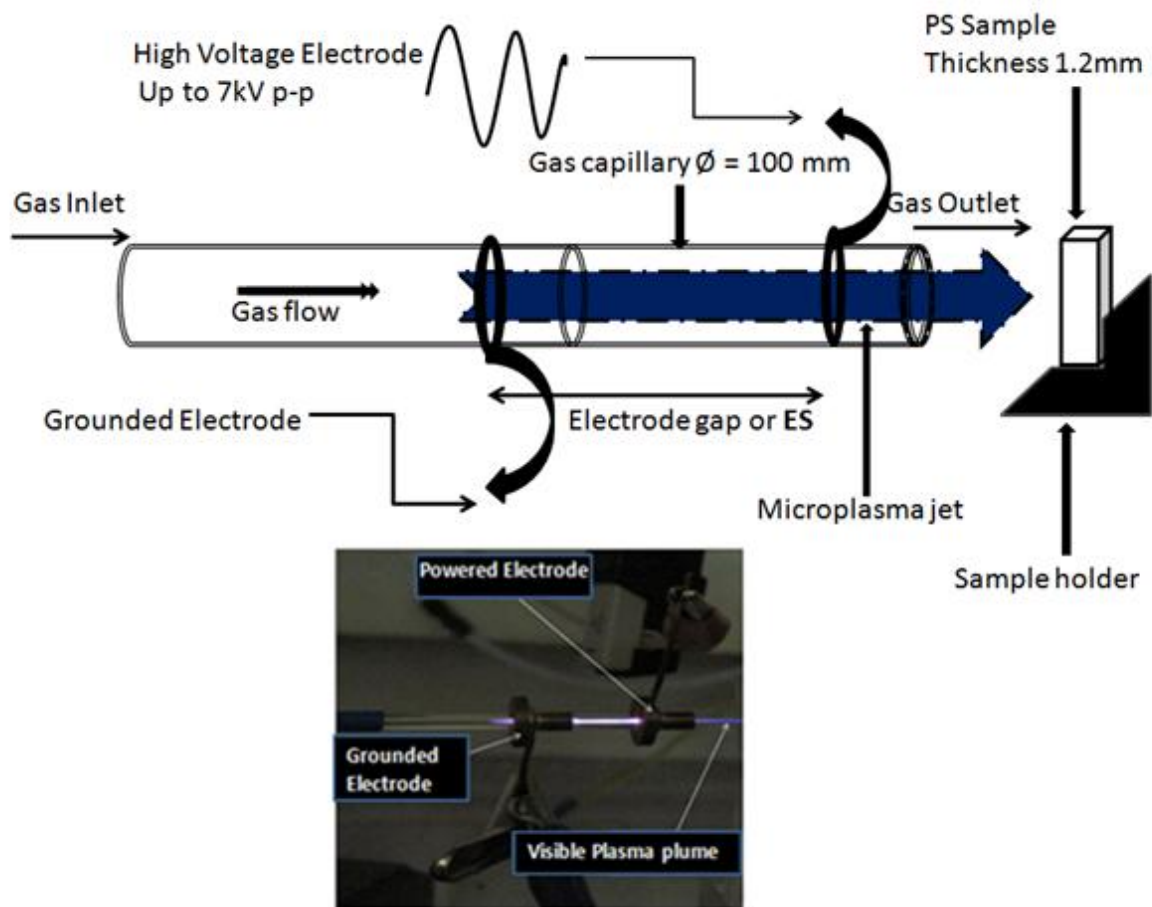 High Voltage Electrode
Up to 7kV p-p
PS Sample
Thickness 1.2mm
Gas capillary Ø = 100 mm
Gas Inlet
Gas Outlet
Gas flow
Grounded Electrode
Electrode gap or ES
Microplasma jet
Sample holder
Powered Electrode
Grounded
Electrode
Visible Plasma plume